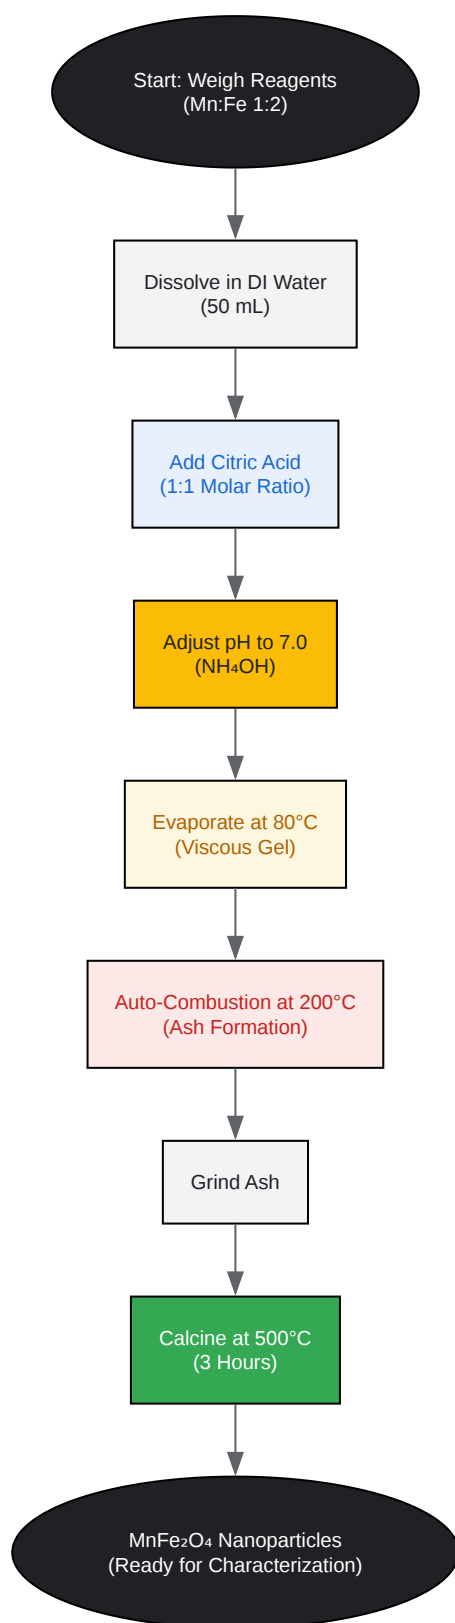 Start: Weigh Reagents
(Mn:Fe 1:2)
Dissolve in DI Water
(50 mL)
Add Citric Acid
(1:1 Molar Ratio)
Adjust pH to 7.0
(NH₄OH)
Evaporate at 80°C
(Viscous Gel)
Auto-Combustion at 200°C
(Ash Formation)
Grind Ash
Calcine at 500°C
(3 Hours)
MnFe₂O₄ Nanoparticles
(Ready for Characterization)